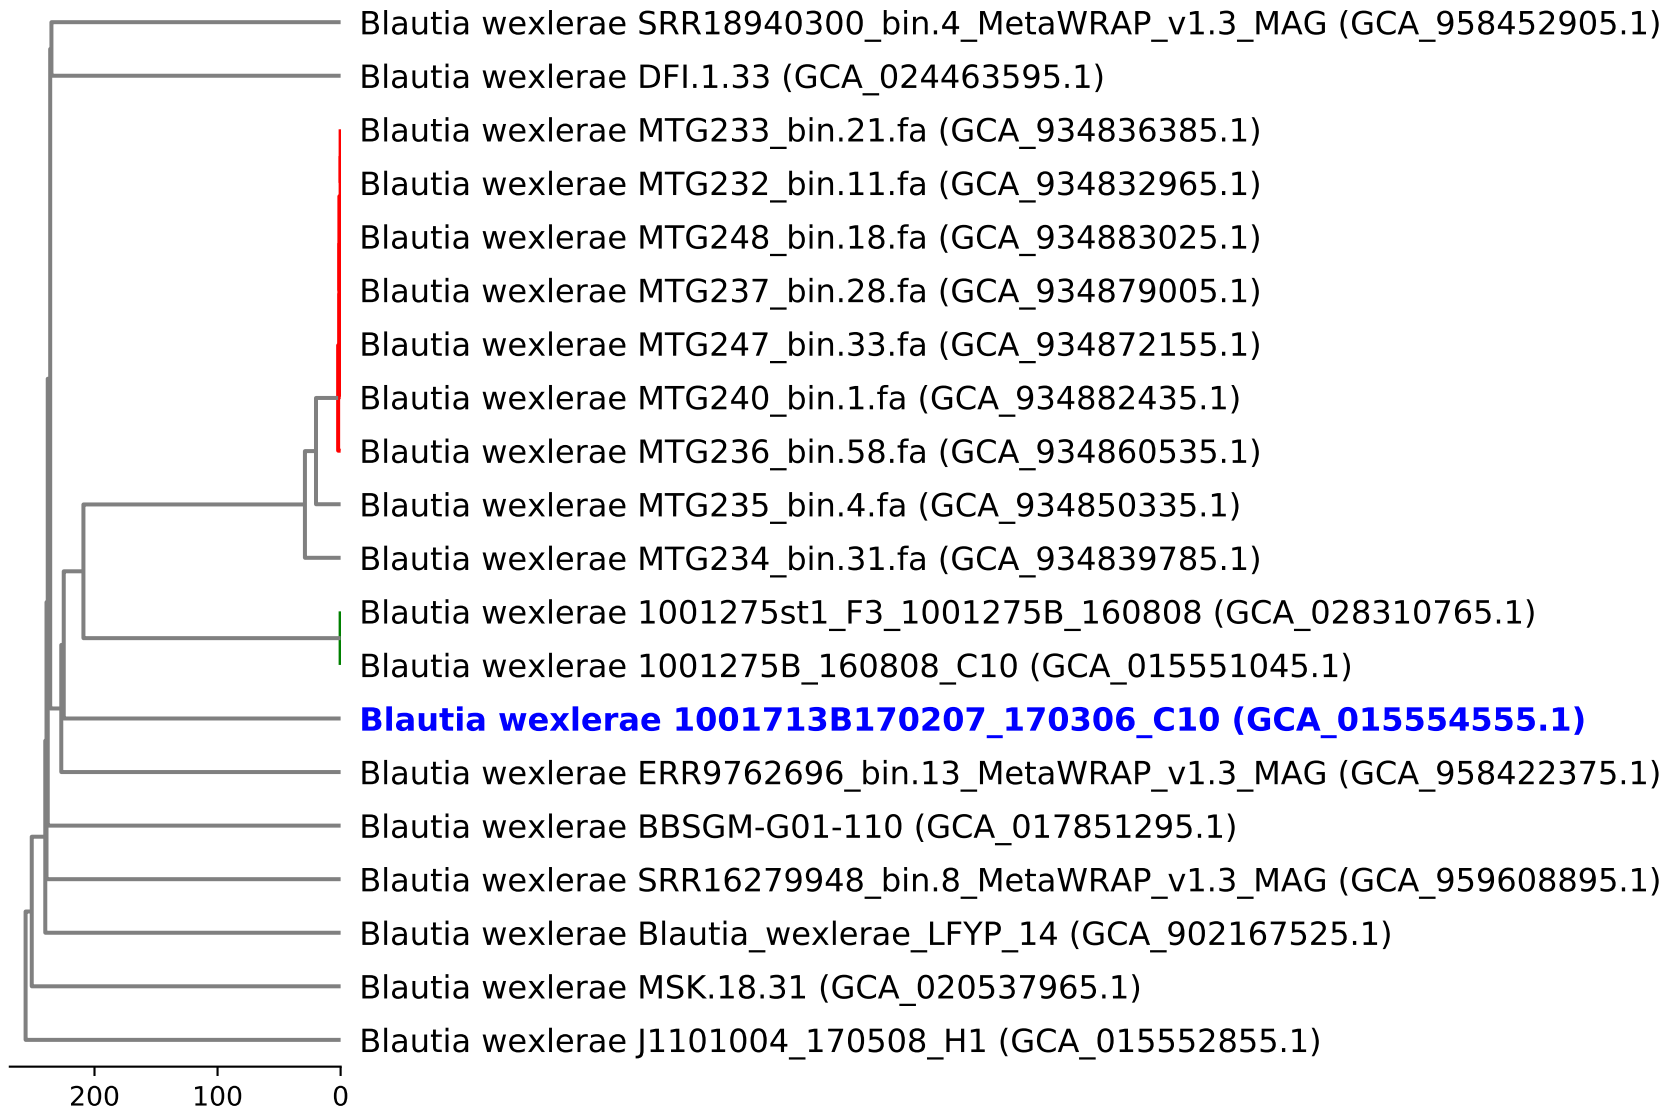 Blautia wexlerae SRR18940300_bin.4_MetaWRAP_v1.3_MAG (GCA_958452905.1)
Blautia wexlerae DFI.1.33 (GCA_024463595.1)
Blautia wexlerae MTG233_bin.21.fa (GCA_934836385.1)
Blautia wexlerae MTG232_bin.11.fa (GCA_934832965.1)
Blautia wexlerae MTG248_bin.18.fa (GCA_934883025.1)
Blautia wexlerae MTG237_bin.28.fa (GCA_934879005.1)
Blautia wexlerae MTG247_bin.33.fa (GCA_934872155.1)
Blautia wexlerae MTG240_bin.1.fa (GCA_934882435.1)
Blautia wexlerae MTG236_bin.58.fa (GCA_934860535.1)
Blautia wexlerae MTG235_bin.4.fa (GCA_934850335.1)
Blautia wexlerae MTG234_bin.31.fa (GCA_934839785.1)
Blautia wexlerae 1001275st1_F3_1001275B_160808 (GCA_028310765.1)
Blautia wexlerae 1001275B_160808_C10 (GCA_015551045.1)
Blautia wexlerae 1001713B170207_170306_C10 (GCA_015554555.1)
Blautia wexlerae ERR9762696_bin.13_MetaWRAP_v1.3_MAG (GCA_958422375.1)
Blautia wexlerae BBSGM-G01-110 (GCA_017851295.1)
Blautia wexlerae SRR16279948_bin.8_MetaWRAP_v1.3_MAG (GCA_959608895.1)
Blautia wexlerae Blautia_wexlerae_LFYP_14 (GCA_902167525.1)
Blautia wexlerae MSK.18.31 (GCA_020537965.1)
Blautia wexlerae J1101004_170508_H1 (GCA_015552855.1)
200 100 0